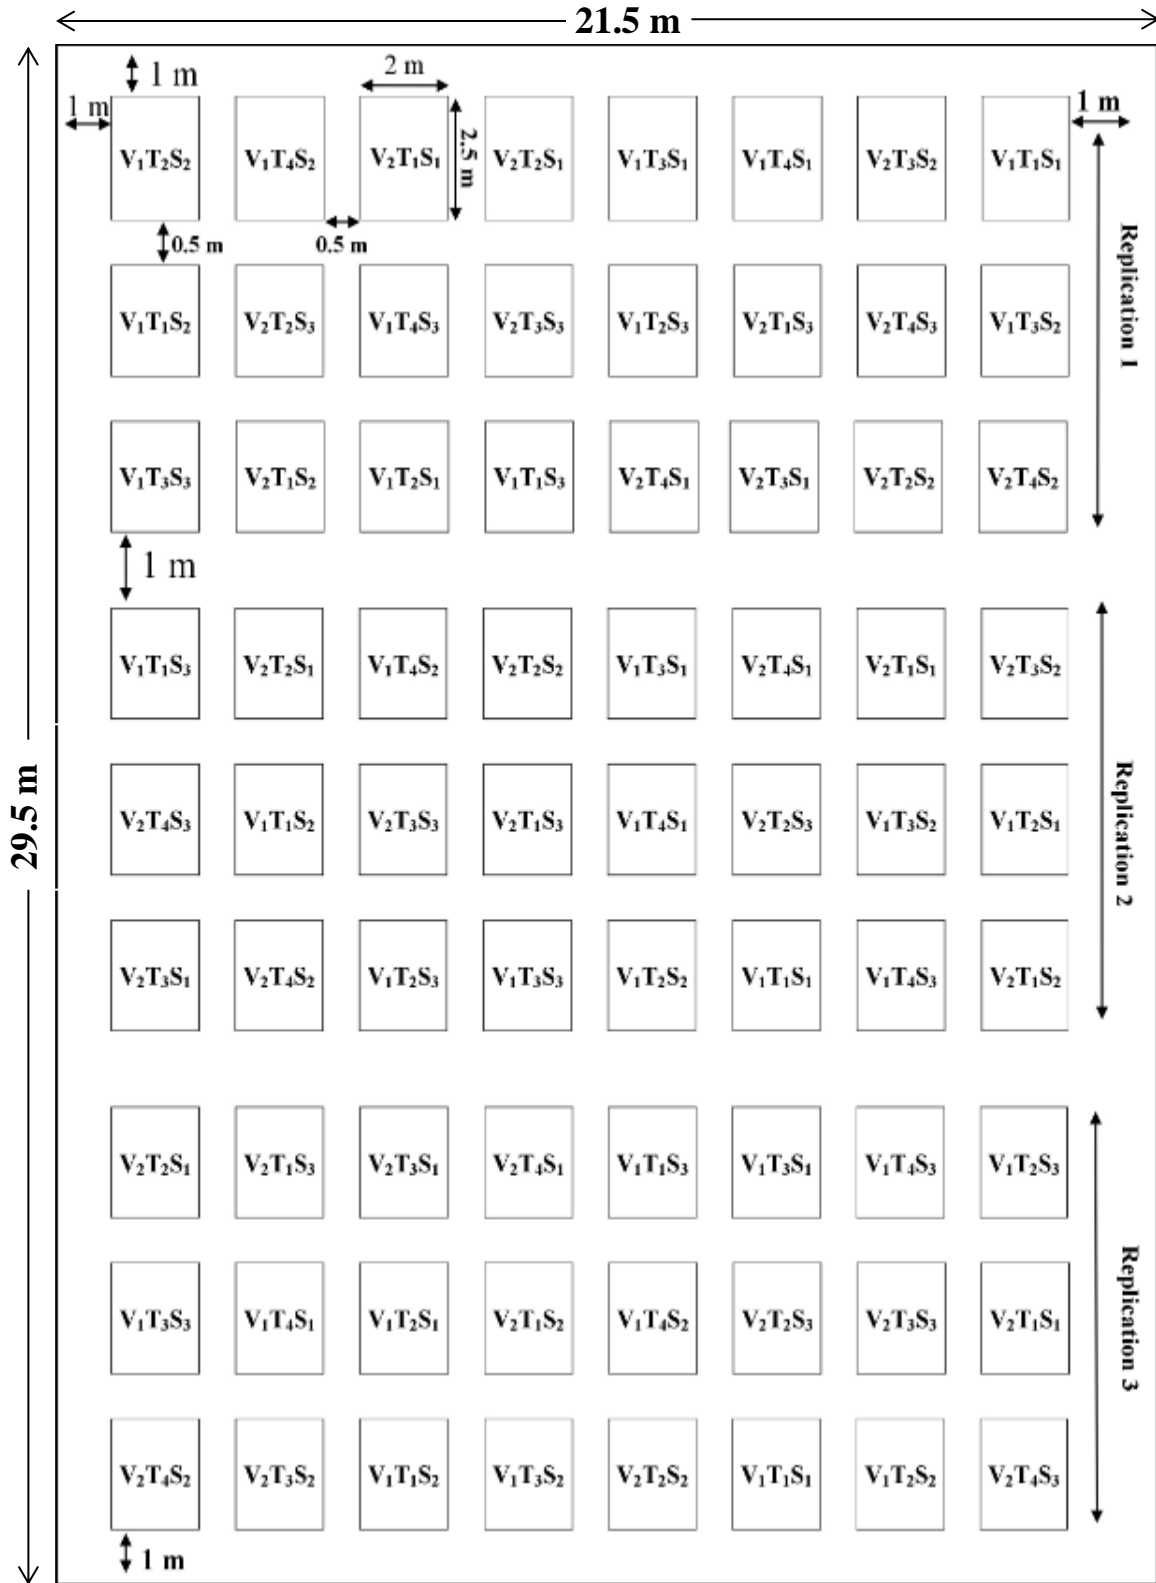 21.5 m
1 m
2 m
1 m
1 m
2.5 m
V₁T₂S₂ V₁T₄S₂ V₂T₁S₁ V₂T₂S₁ V₁T₃S₁ V₁T₄S₁ V₂T₃S₂ V₁T₁S₁
0.5 m
0.5 m
Replication 1
V₁T₁S₂ V₂T₂S₃ V₁T₄S₃ V₂T₃S₃ V₁T₂S₃ V₂T₁S₃ V₂T₄S₃ V₁T₃S₂
V₁T₃S₃ V₂T₁S₂ V₁T₂S₁ V₁T₁S₃ V₂T₄S₁ V₂T₃S₁ V₂T₂S₂ V₂T₄S₂
1 m
V₁T₁S₃ V₂T₂S₁ V₁T₄S₂ V₂T₂S₂ V₁T₃S₁ V₂T₄S₁ V₂T₁S₁ V₂T₃S₂
29.5 m
Replication 2
V₂T₄S₃ V₁T₁S₂ V₂T₃S₃ V₂T₁S₃ V₁T₄S₁ V₂T₂S₃ V₁T₃S₂ V₁T₂S₁
V₂T₃S₁ V₂T₄S₂ V₁T₂S₃ V₁T₃S₃ V₁T₂S₂ V₁T₁S₁ V₁T₄S₃ V₂T₁S₂
V₂T₂S₁ V₂T₁S₃ V₂T₃S₁ V₂T₄S₁ V₁T₁S₃ V₁T₃S₁ V₁T₄S₃ V₁T₂S₃
Replication 3
V₁T₃S₃ V₁T₄S₁ V₁T₂S₁ V₂T₁S₂ V₁T₄S₂ V₂T₂S₃ V₂T₃S₃ V₂T₁S₁
V₂T₄S₂ V₂T₃S₂ V₁T₁S₂ V₁T₃S₂ V₂T₂S₂ V₁T₁S₁ V₁T₂S₂ V₂T₄S₃
1 m